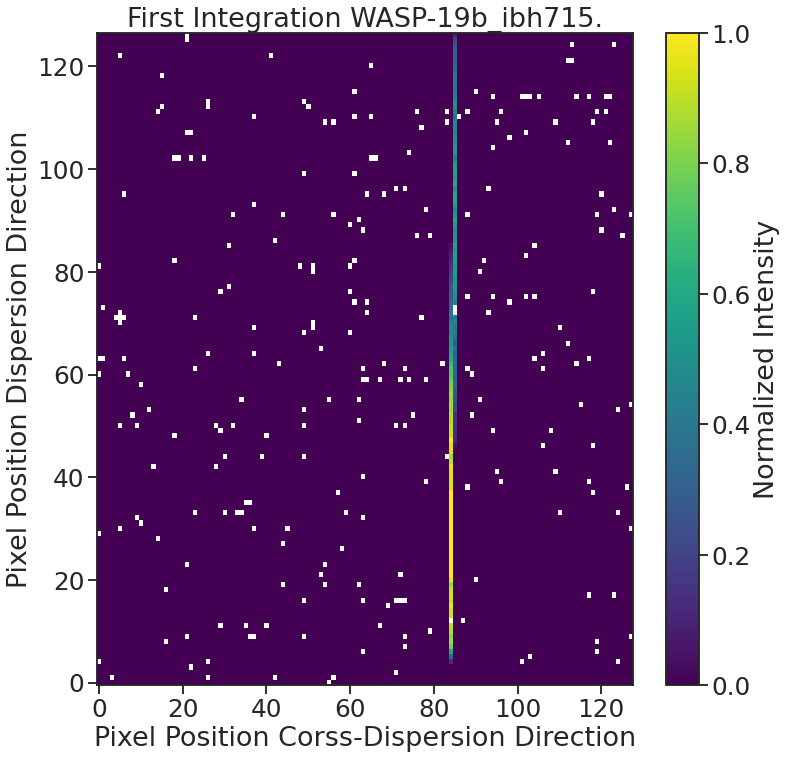 First Integration WASP-19b_ibh715.
Pixel Position Dispersion Direction
120
100
80
60
40
20
0
0 20 40 60 80 100 120
Pixel Position Corss-Dispersion Direction
1.0
0.8
0.6
0.4
0.2
0.0
Normalized Intensity